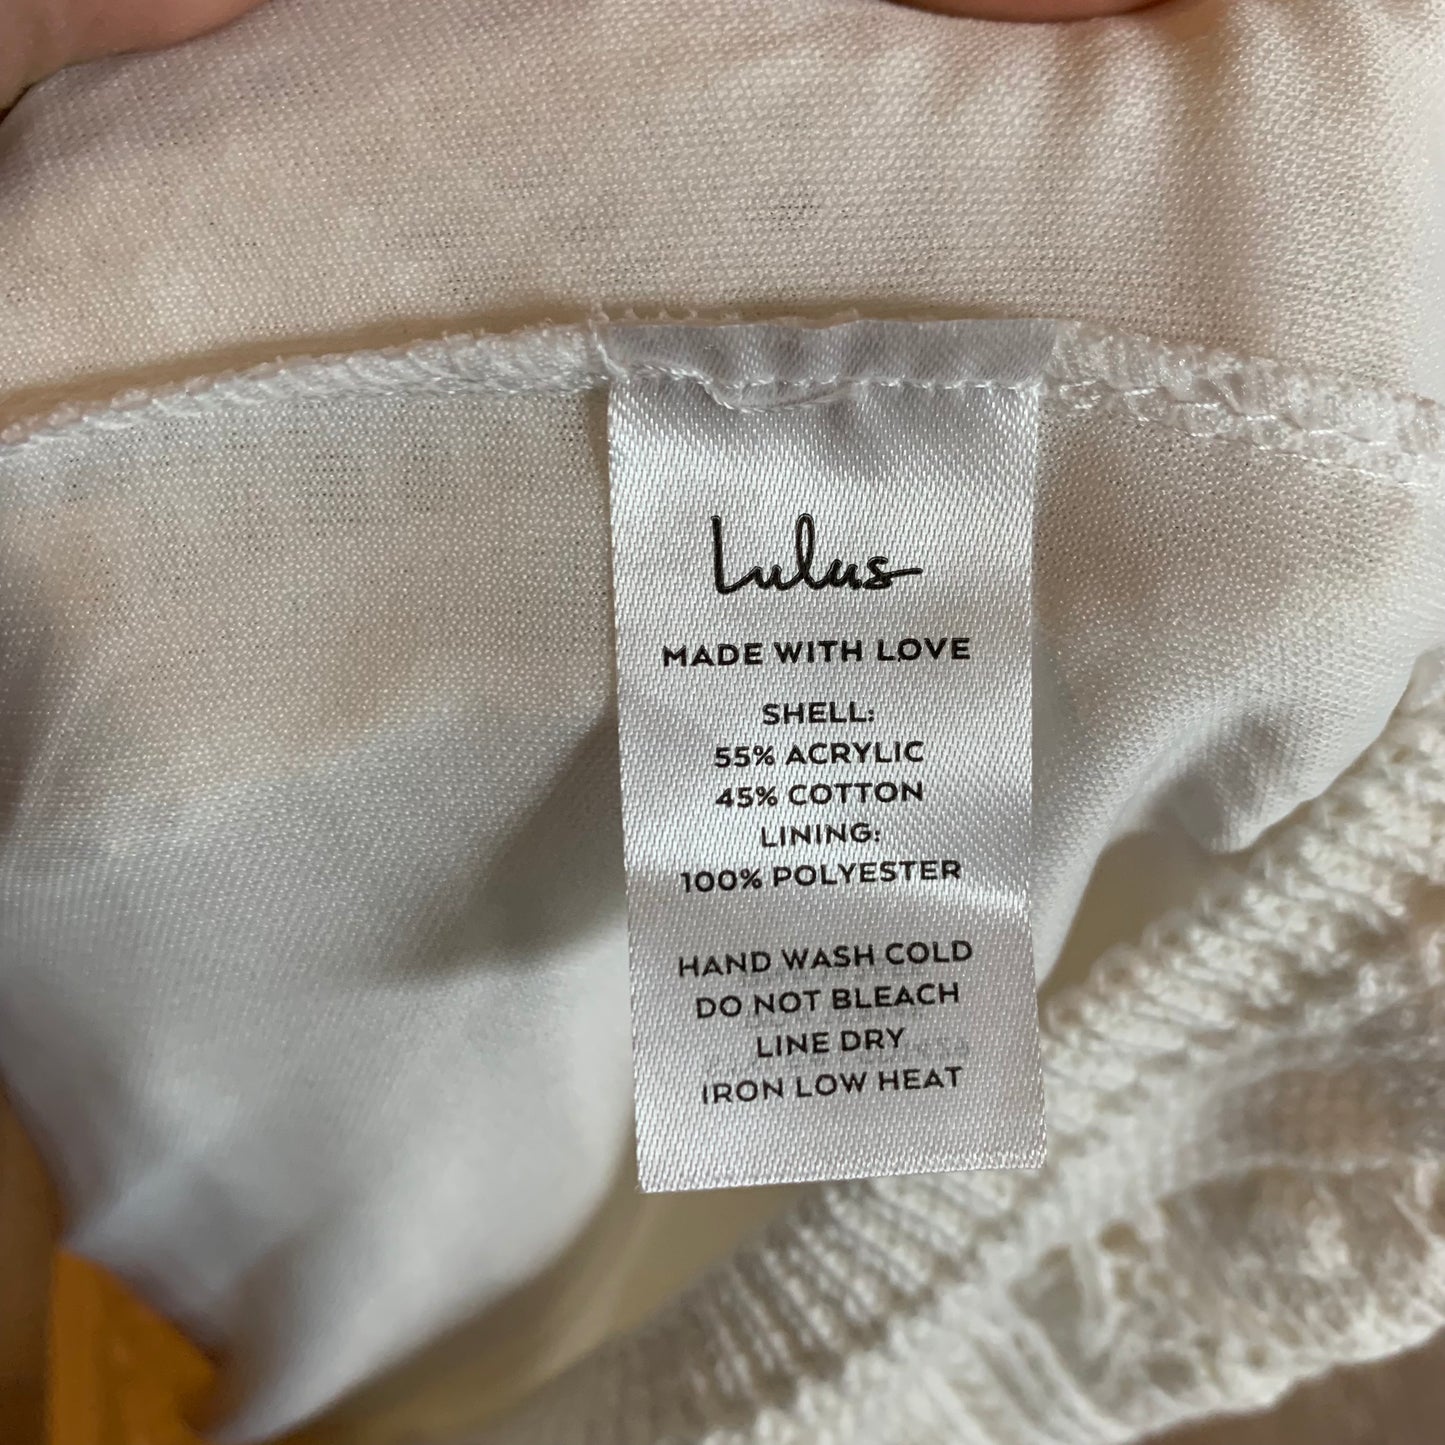 Lulus
MADE WITH LOVE
SHELL:
55% ACRYLIC
45% COTTON
LINING:
100% POLYESTER
HAND WASH COLD
DO NOT BLEACH
LINE DRY
IRON LOW HEAT